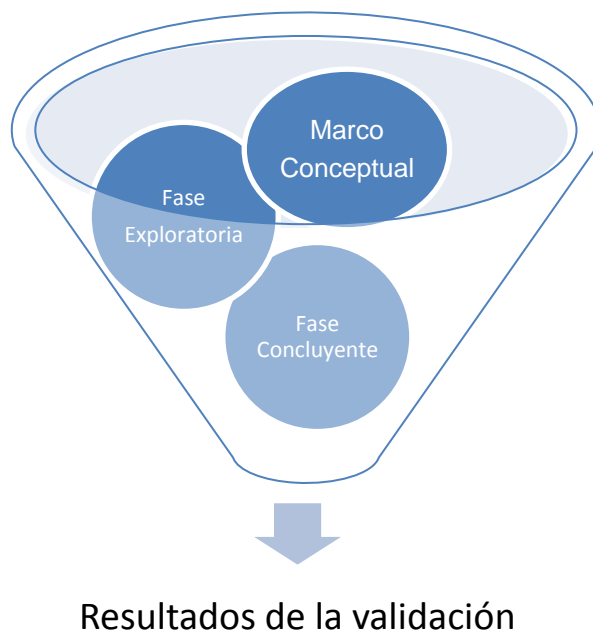 Marco
Conceptual
Fase
Exploratoria
Fase
Concluyente
Resultados de la validación